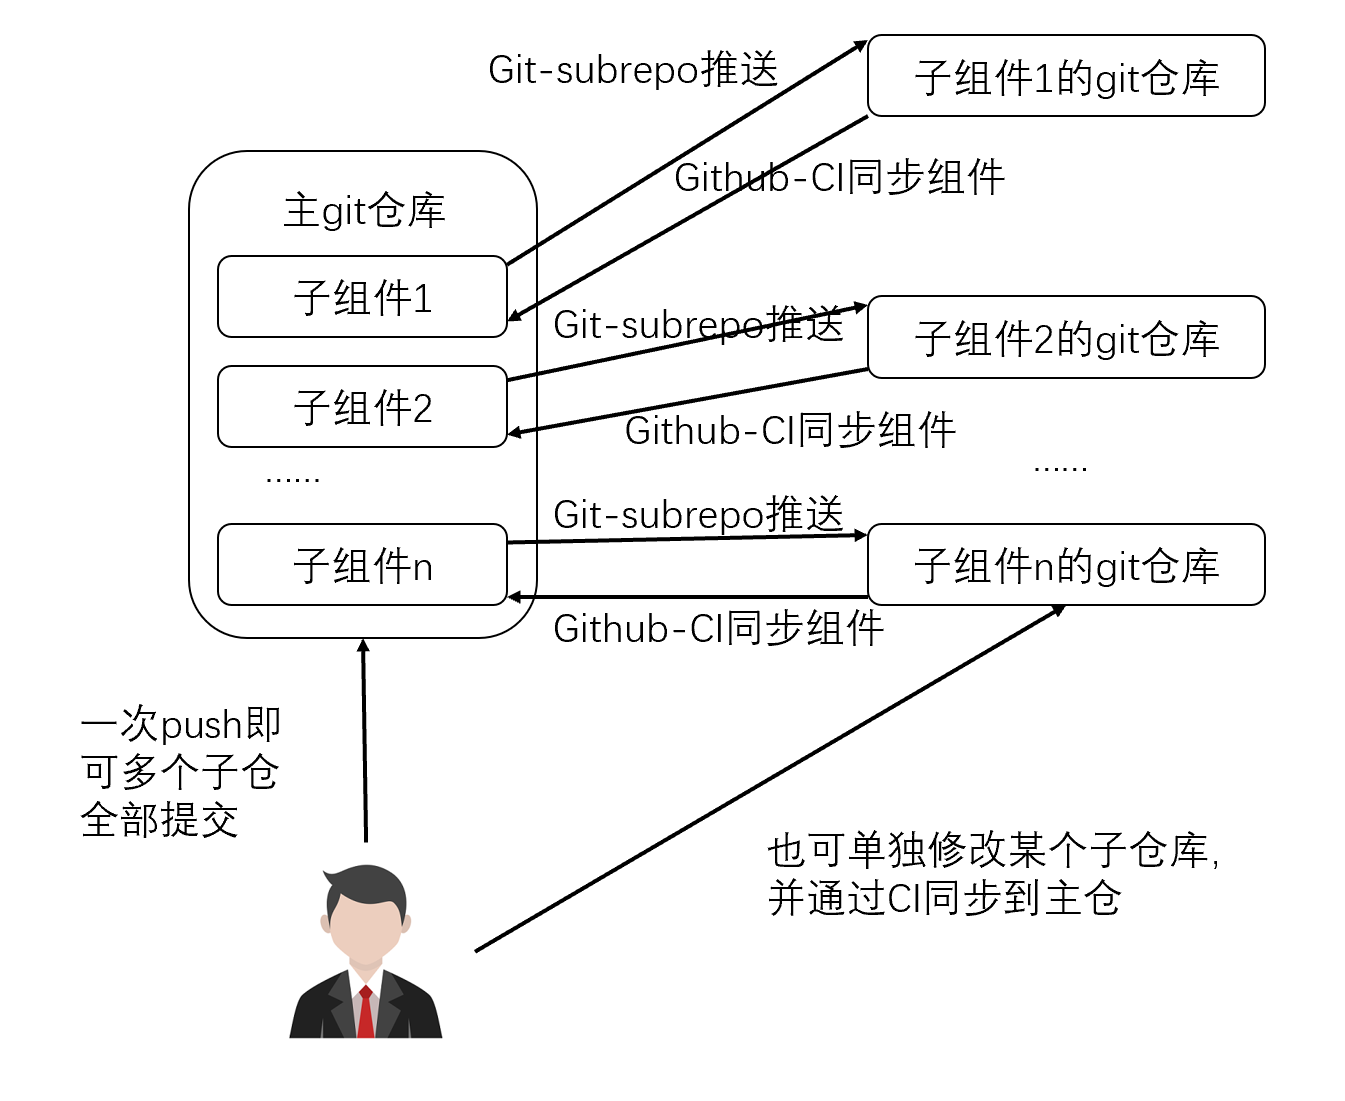 Git-subrepo推送
子组件1的git仓库
Github-CI同步组件
主git仓库
子组件1
Git-subrepo推送
子组件2的git仓库
子组件2
Github-CI同步组件
……
……
Git-subrepo推送
子组件n
子组件n的git仓库
Github-CI同步组件
一次push即
可多个子仓
全部提交
也可单独修改某个子仓库,
并通过CI同步到主仓